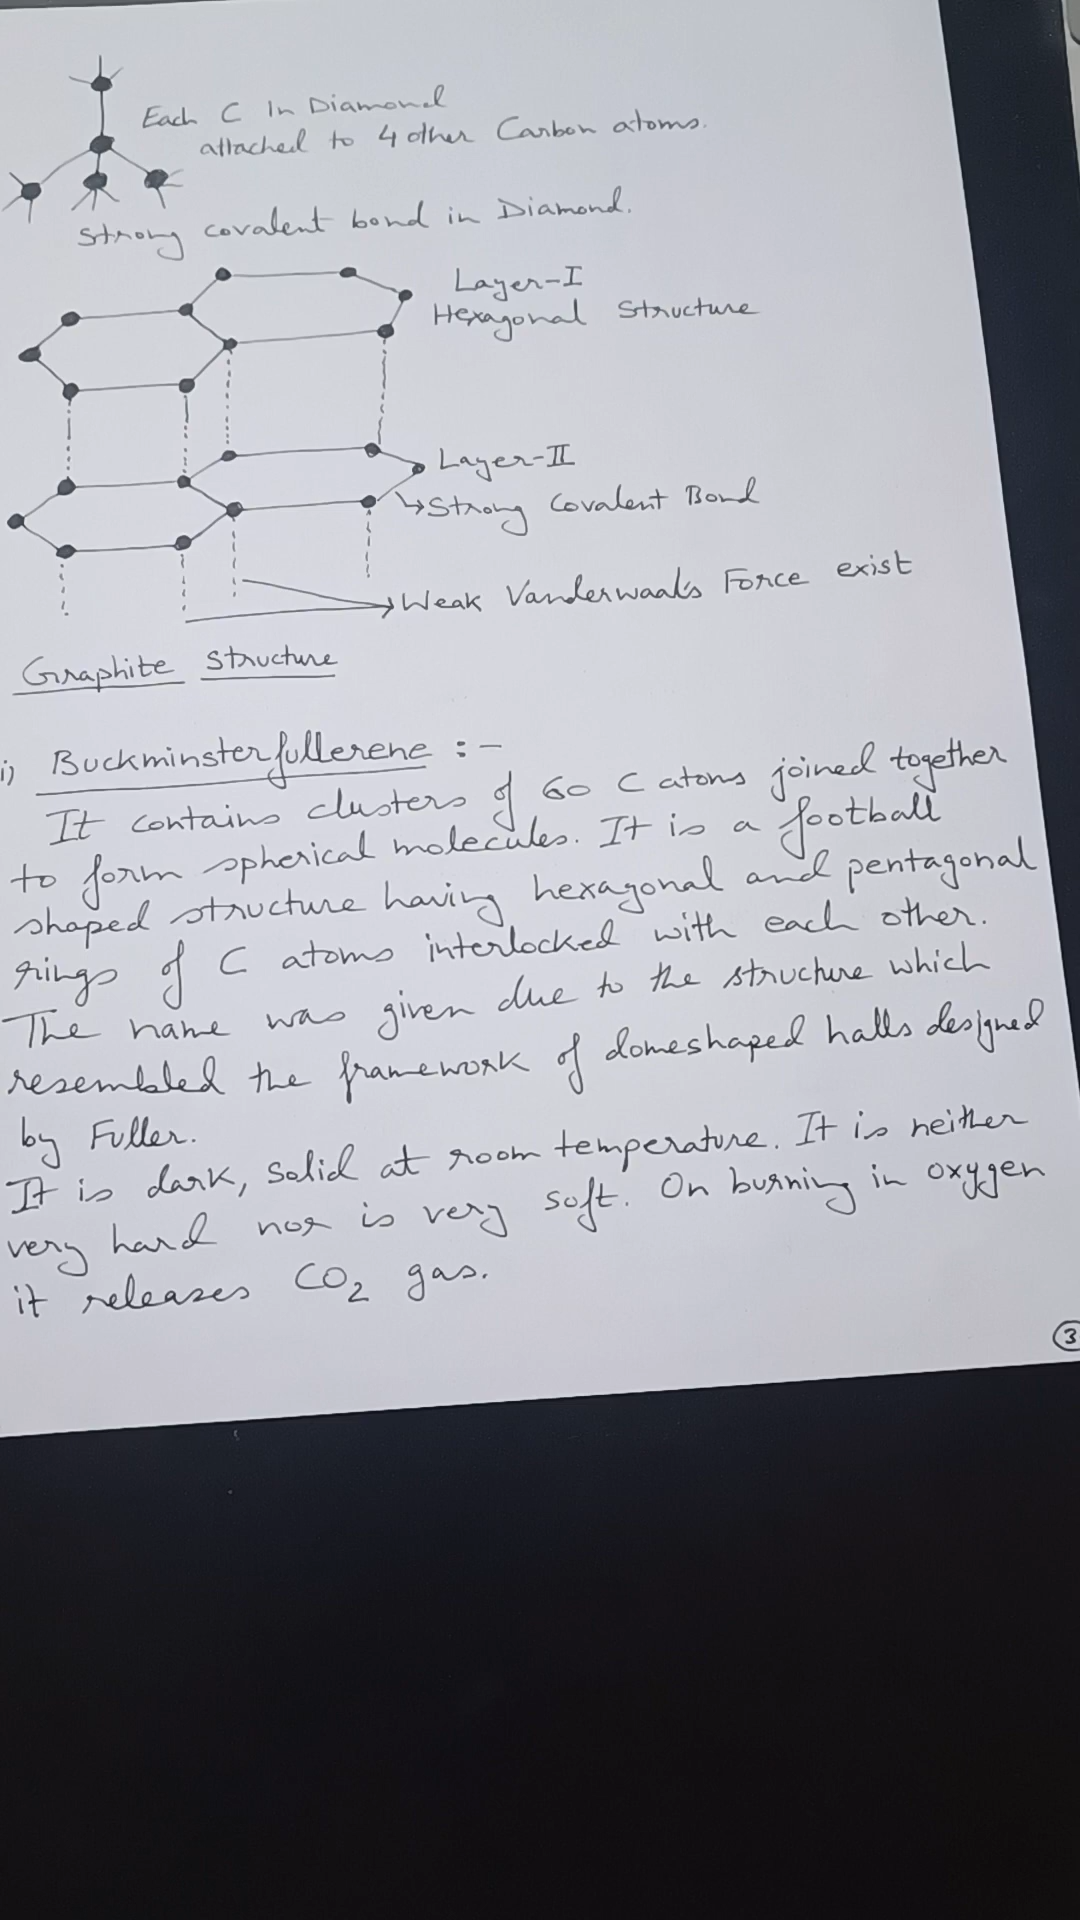 Each C In Diamond
attached to 4 other Carbon atoms.
Strong covalent bond in Diamond.
Layer-I
Hexagonal Structure
Layer-II
↳Strong Covalent Bond
Weak Vanderwaals Force exist
Graphite Structure
i) Buckminsterfullerene :-
It contains clusters of 60 C atoms joined together
to form spherical molecules. It is a football
shaped structure having hexagonal and pentagonal
rings of C atoms interlocked with each other.
The name was given due to the structure which
resembled the framework of domeshaped halls designed
by Fuller.
It is dark, solid at room temperature. It is neither
very hard nor is very soft. On burning in oxygen
it releases CO₂ gas.
3